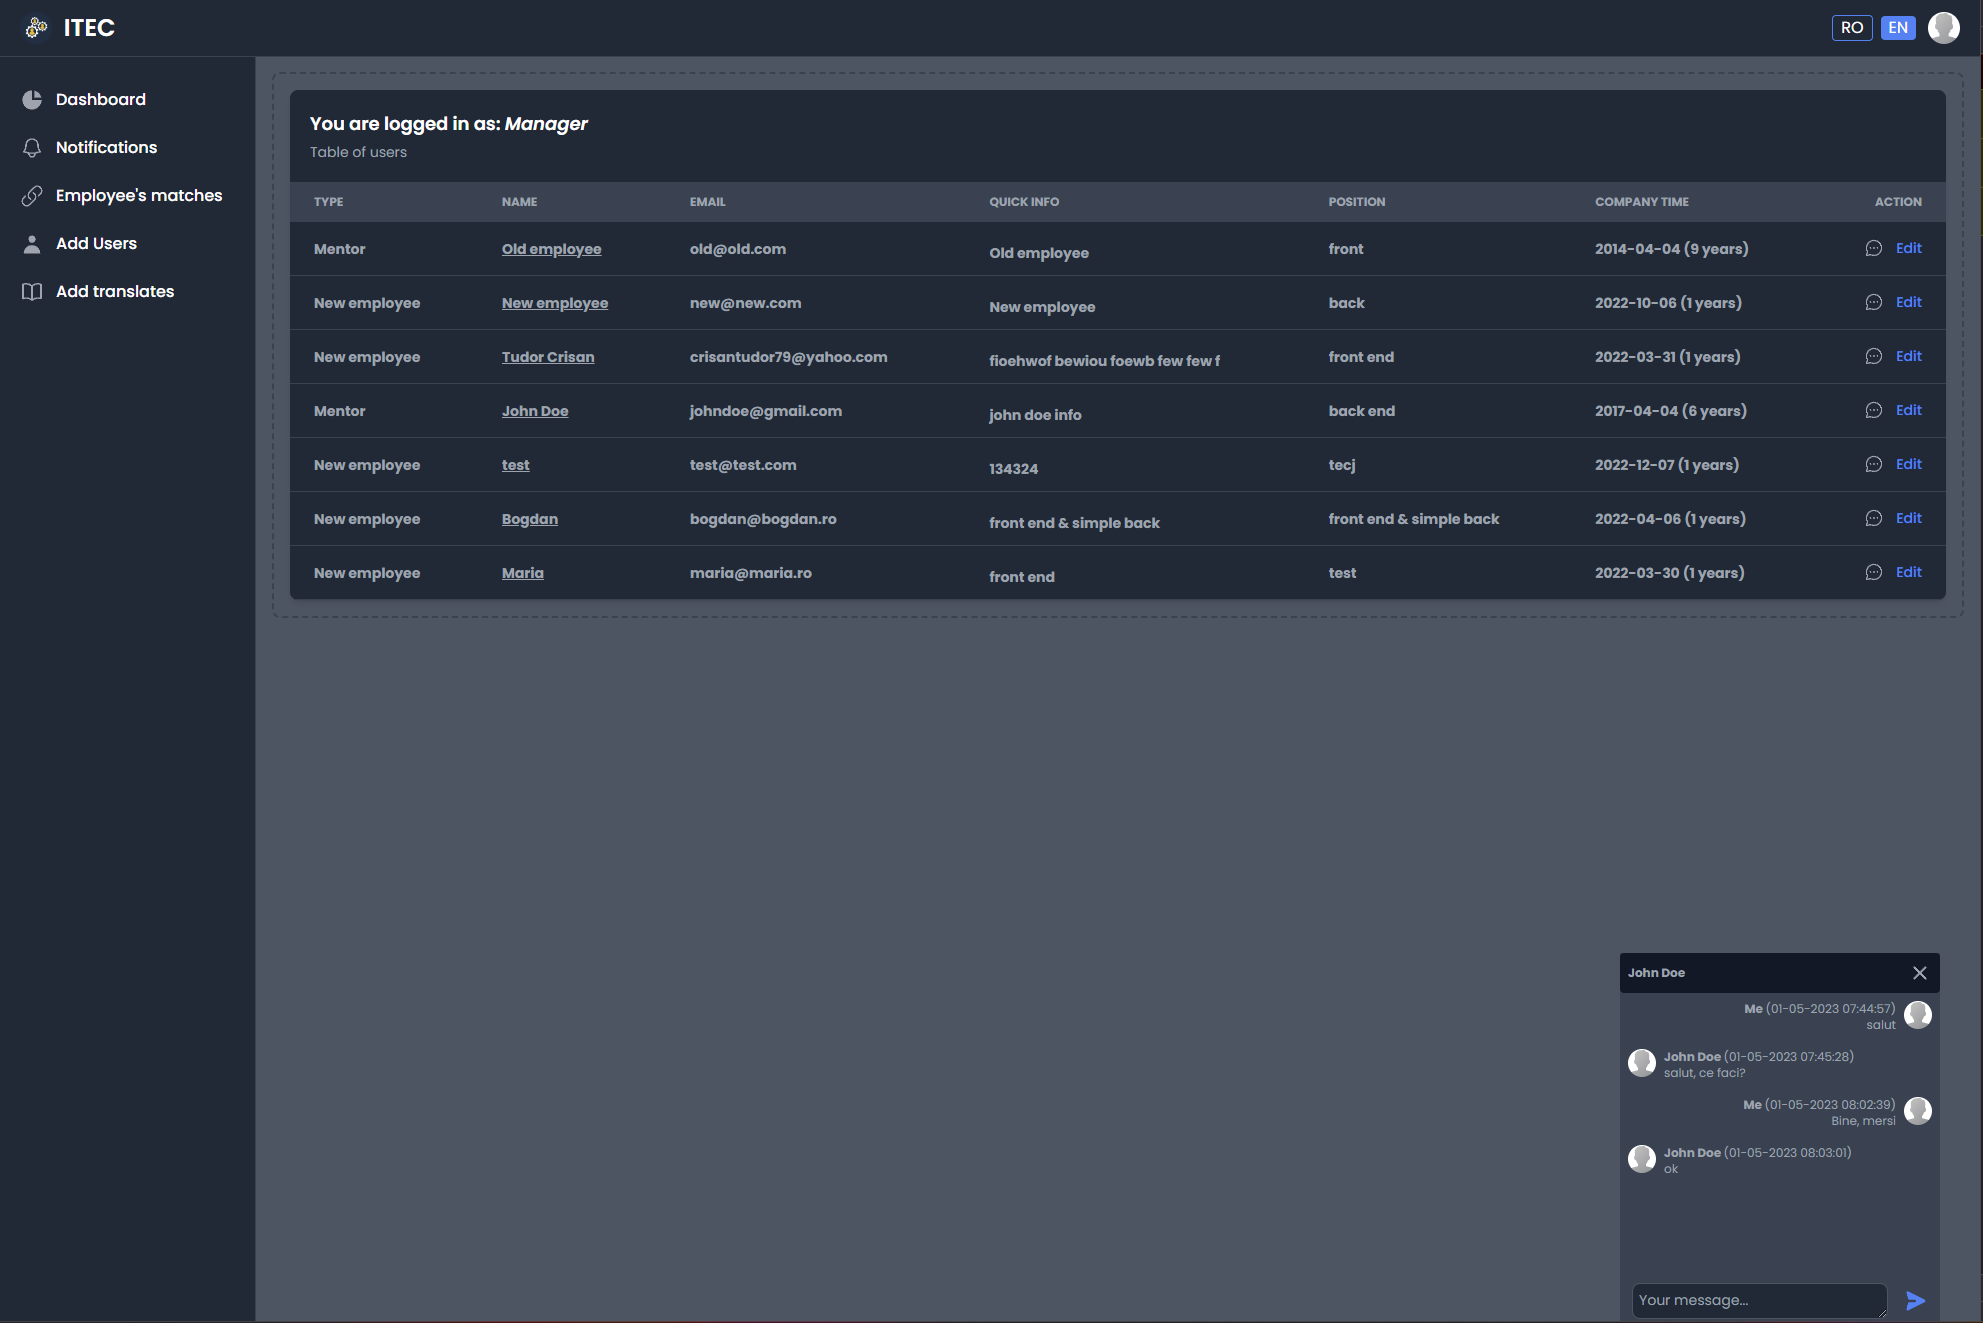 ITEC
RO EN
Dashboard
Notifications
Employee's matches
Add Users
Add translates
You are logged in as: Manager
Table of users
TYPE NAME EMAIL QUICK INFO POSITION COMPANY TIME ACTION
Mentor Old employee old@old.com Old employee front 2014-04-04 (9 years) Edit
New employee New employee new@new.com New employee back 2022-10-06 (1 years) Edit
New employee Tudor Crisan crisantudor79@yahoo.com fioehwof bewiou foewb few few f front end 2022-03-31 (1 years) Edit
Mentor John Doe johndoe@gmail.com john doe info back end 2017-04-04 (6 years) Edit
New employee test test@test.com 134324 tecj 2022-12-07 (1 years) Edit
New employee Bogdan bogdan@bogdan.ro front end & simple back front end & simple back 2022-04-06 (1 years) Edit
New employee Maria maria@maria.ro front end test 2022-03-30 (1 years) Edit
John Doe
Me (01-05-2023 07:44:57)
salut
John Doe (01-05-2023 07:45:28)
salut, ce faci?
Me (01-05-2023 08:02:39)
Bine, mersi
John Doe (01-05-2023 08:03:01)
ok
Your message...